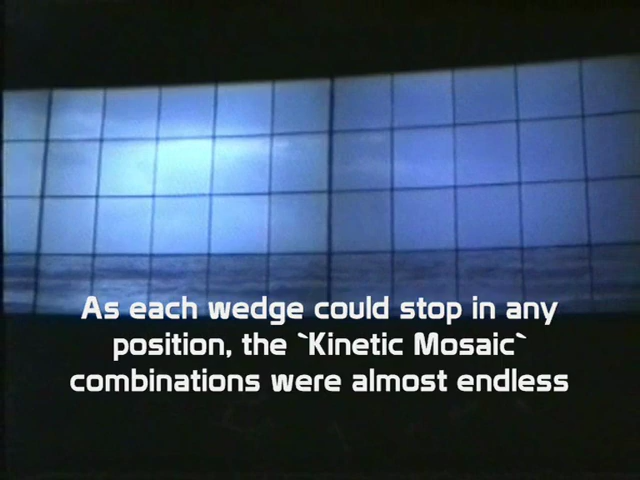 As each wedge could stop in any
position, the `Kinetic Mosaic`
combinations were almost endless